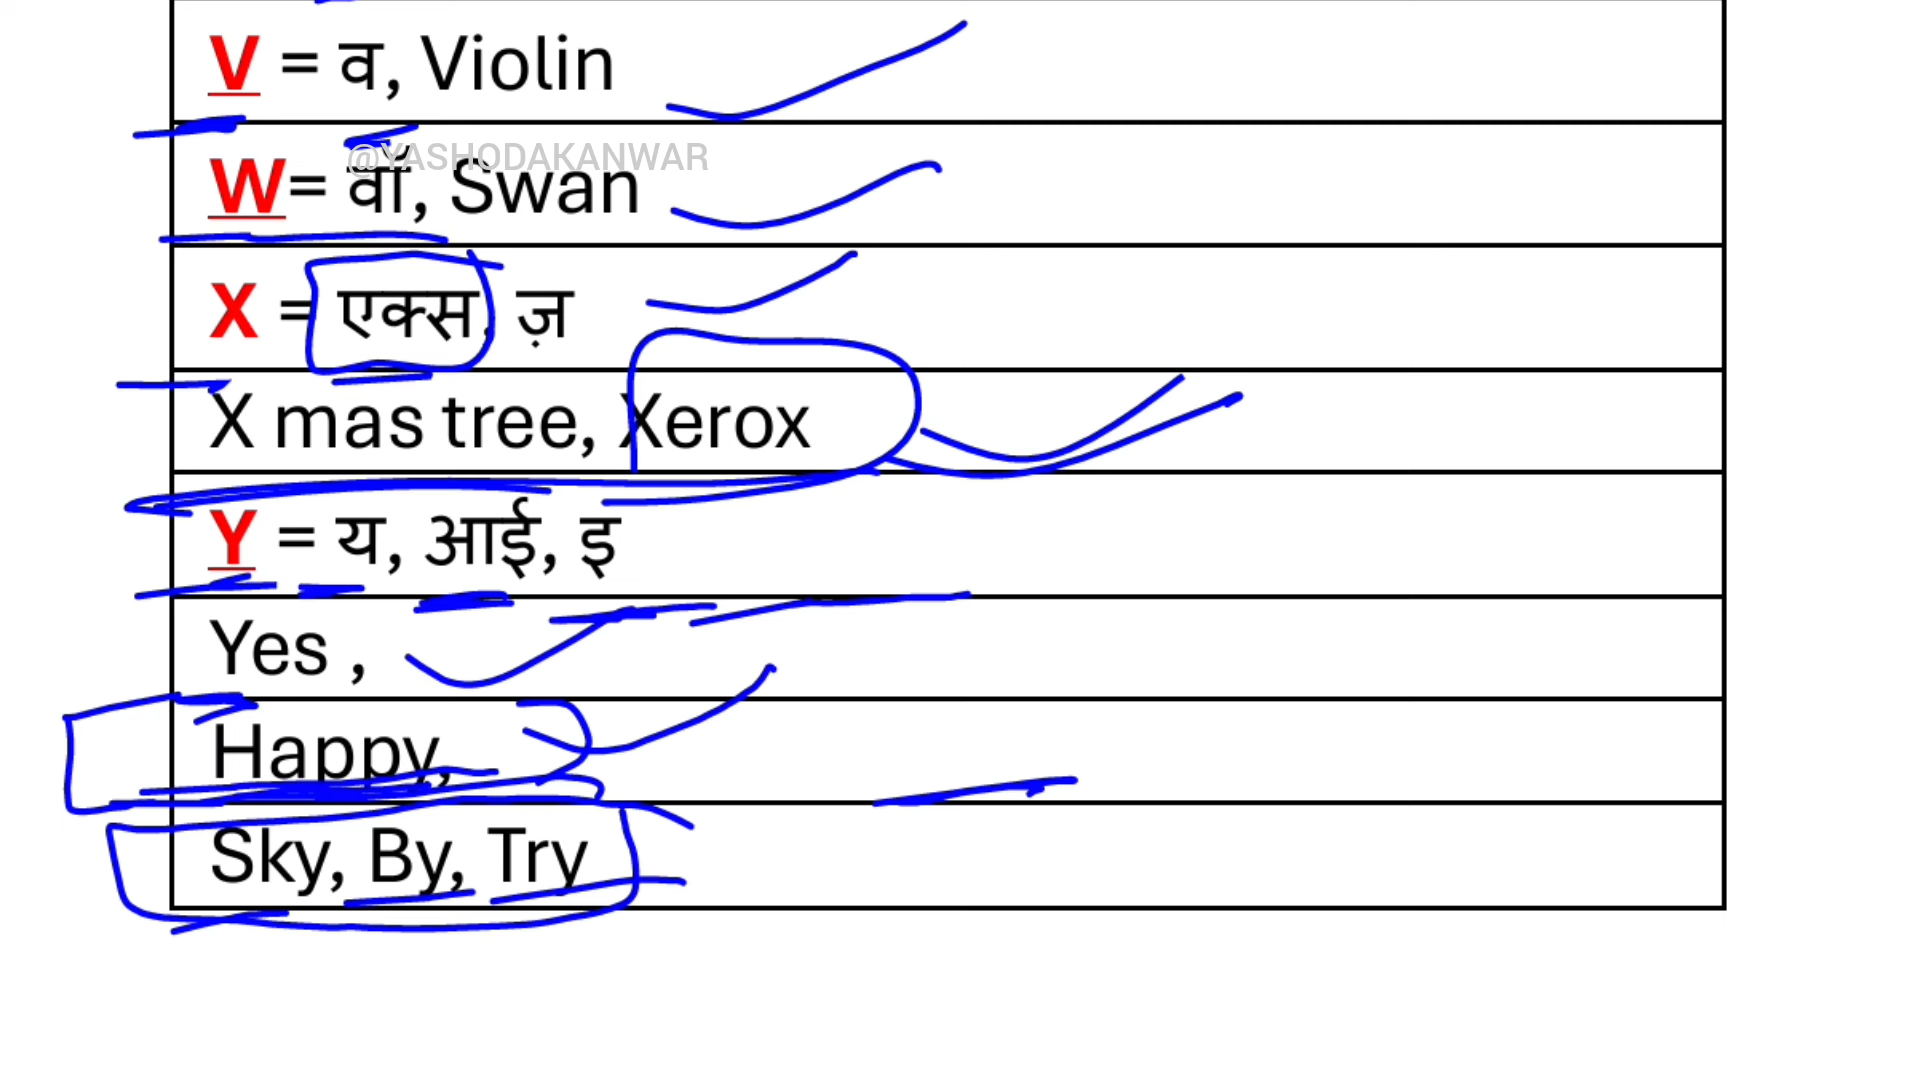 V = व, Violin
@YASHODAKANWAR
W= वॉ, Swan
X = एक्स, ज़
X mas tree, Xerox
Y = य, आई, इ
Yes ,
Happy,
Sky, By, Try